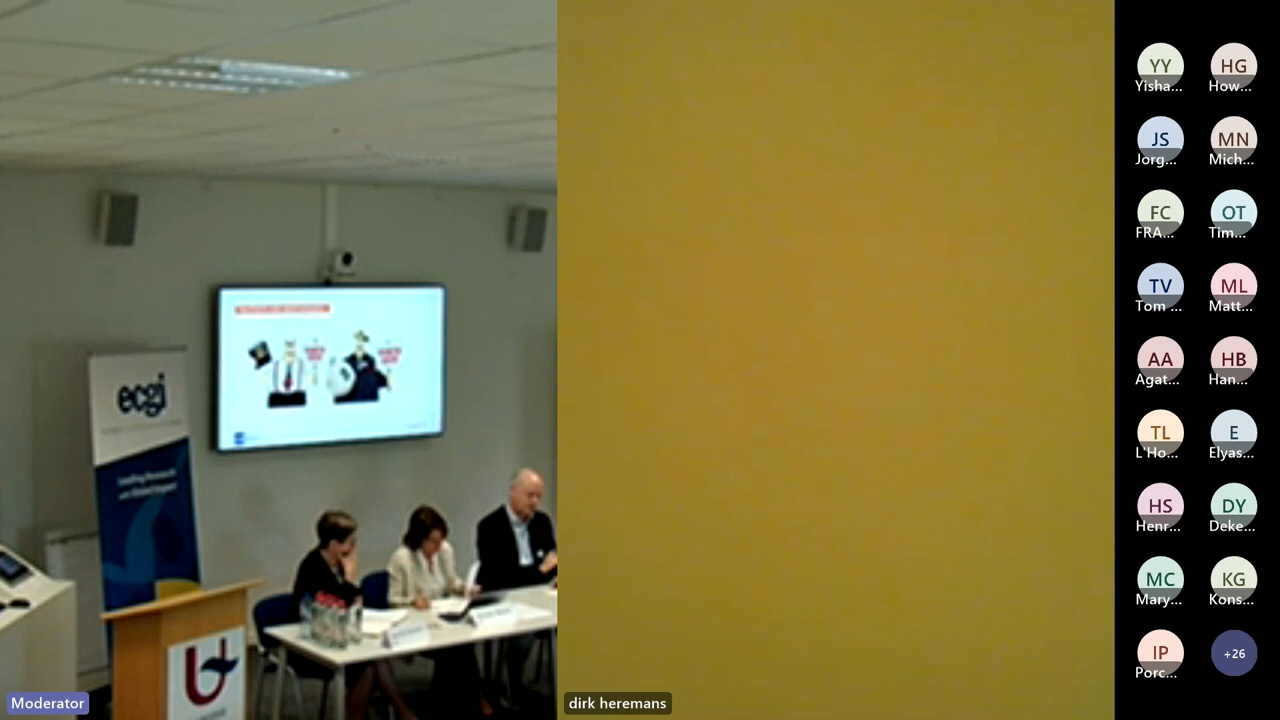 ecgi
Moderator
dirk heremans
YY
Yisha...
HG
How...
JS
Jorg...
MN
Mich...
FC
FRA...
OT
Tim...
TV
Tom ...
ML
Matt...
AA
Agat...
HB
Han...
TL
L'Ho...
E
Elyas...
HS
Henr...
DY
Deke...
MC
Mary...
KG
Kons...
IP
Porc...
+26